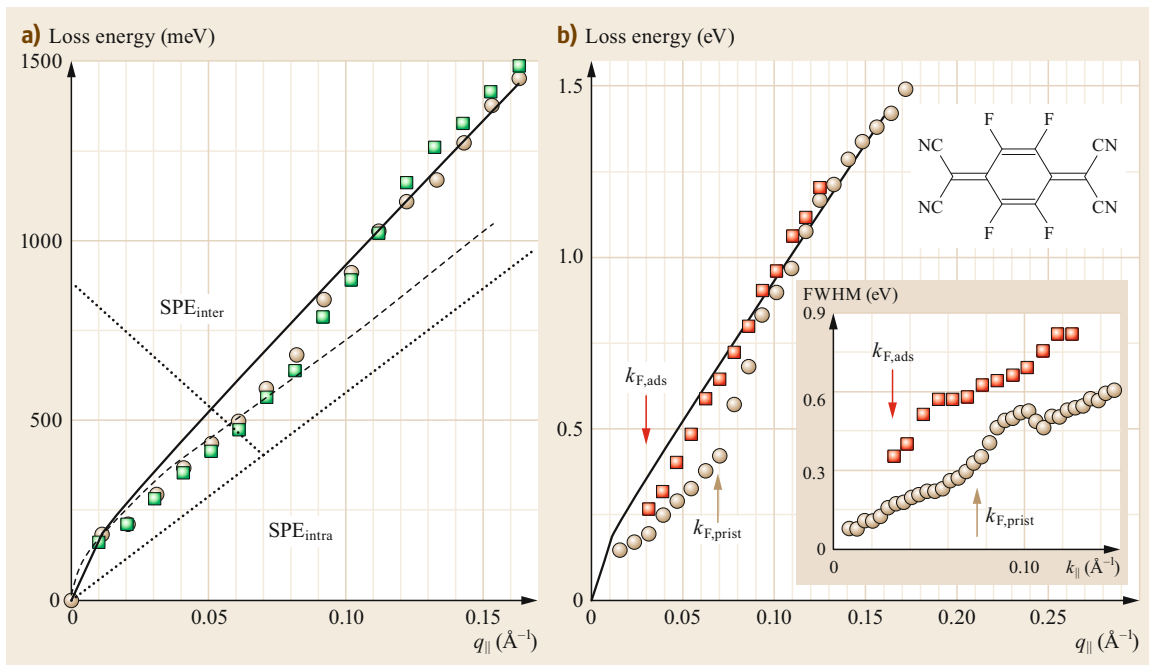 a) Loss energy (meV)
1500
1000
500
0
SPEinter
SPEintra
0 0.05 0.10 0.15
q|| (Å–1)
b) Loss energy (eV)
1.5
1.0
0.5
0
kF,ads
kF,prist
0 0.05 0.10 0.15 0.20 0.25
q|| (Å–1)
F F
NC CN
NC CN
F F
FWHM (eV)
0.9
0.6
0.3
0
kF,ads
kF,prist
0 0.10 k|| (Å–1)